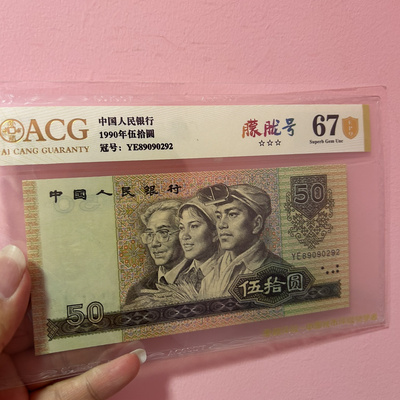 ACG
AI CANG GUARANTY
中国人民银行
1990年伍拾圆
冠号：YE89090292
朦胧号
☆☆☆
67
Superb Gem Unc
中国人民银行
50
YE89090292
50
伍拾圆